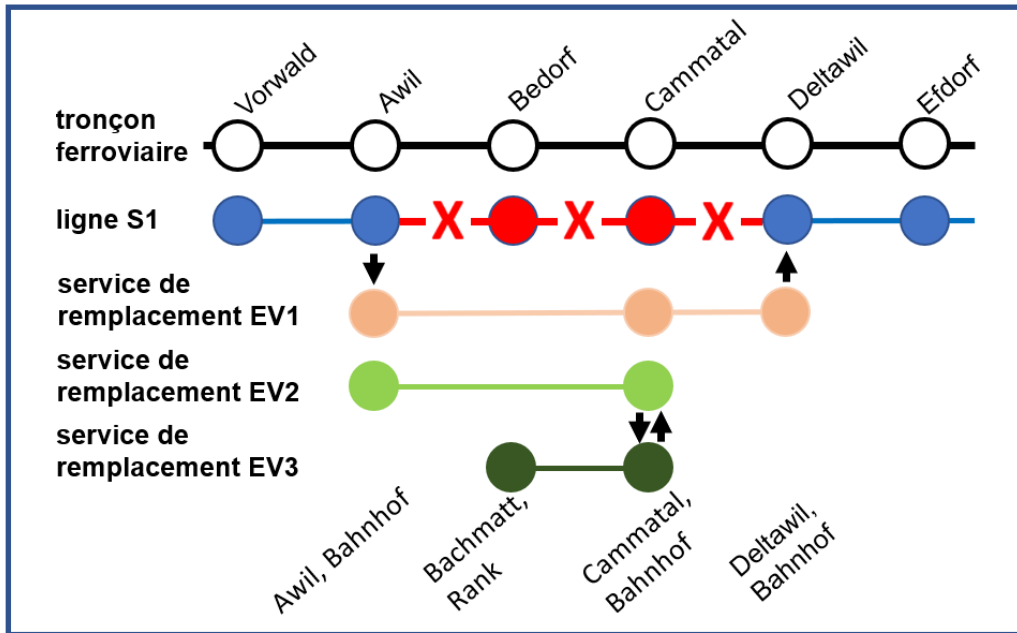 Vorwald
Awil
Bedorf
Cammatal
Deltawil
Efdorf
tronçon
ferroviaire
ligne S1
X
X
X
service de
remplacement EV1
service de
remplacement EV2
service de
remplacement EV3
Awil, Bahnhof
Bachmatt,
Rank
Cammatal,
Bahnhof
Deltawil,
Bahnhof